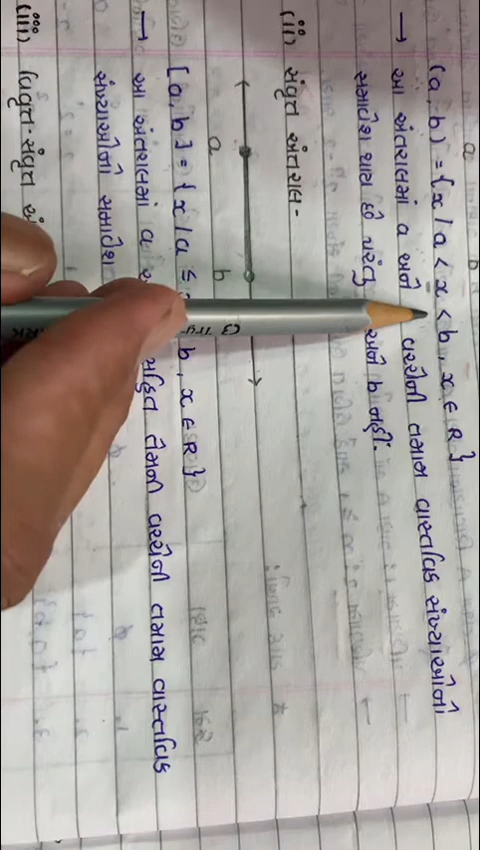 a b
(a, b) = {x / a < x < b, x ∈ R}
→ આ અંતરાલમાં a અને વચ્ચેની તમામ વાસ્તવિક સંખ્યાઓનો
સમાવેશ થાય છે પરંતુ અને b નહીં.
(ii) સંવૃત અંતરાલ -
a b
[a, b] = {x / a ≤ b, x ∈ R}
→ આ અંતરાલમાં a સહિત તેમની વચ્ચેની તમામ વાસ્તવિક
સંખ્યાઓનો સમાવેશ
(iii) વિવૃત-સંવૃત